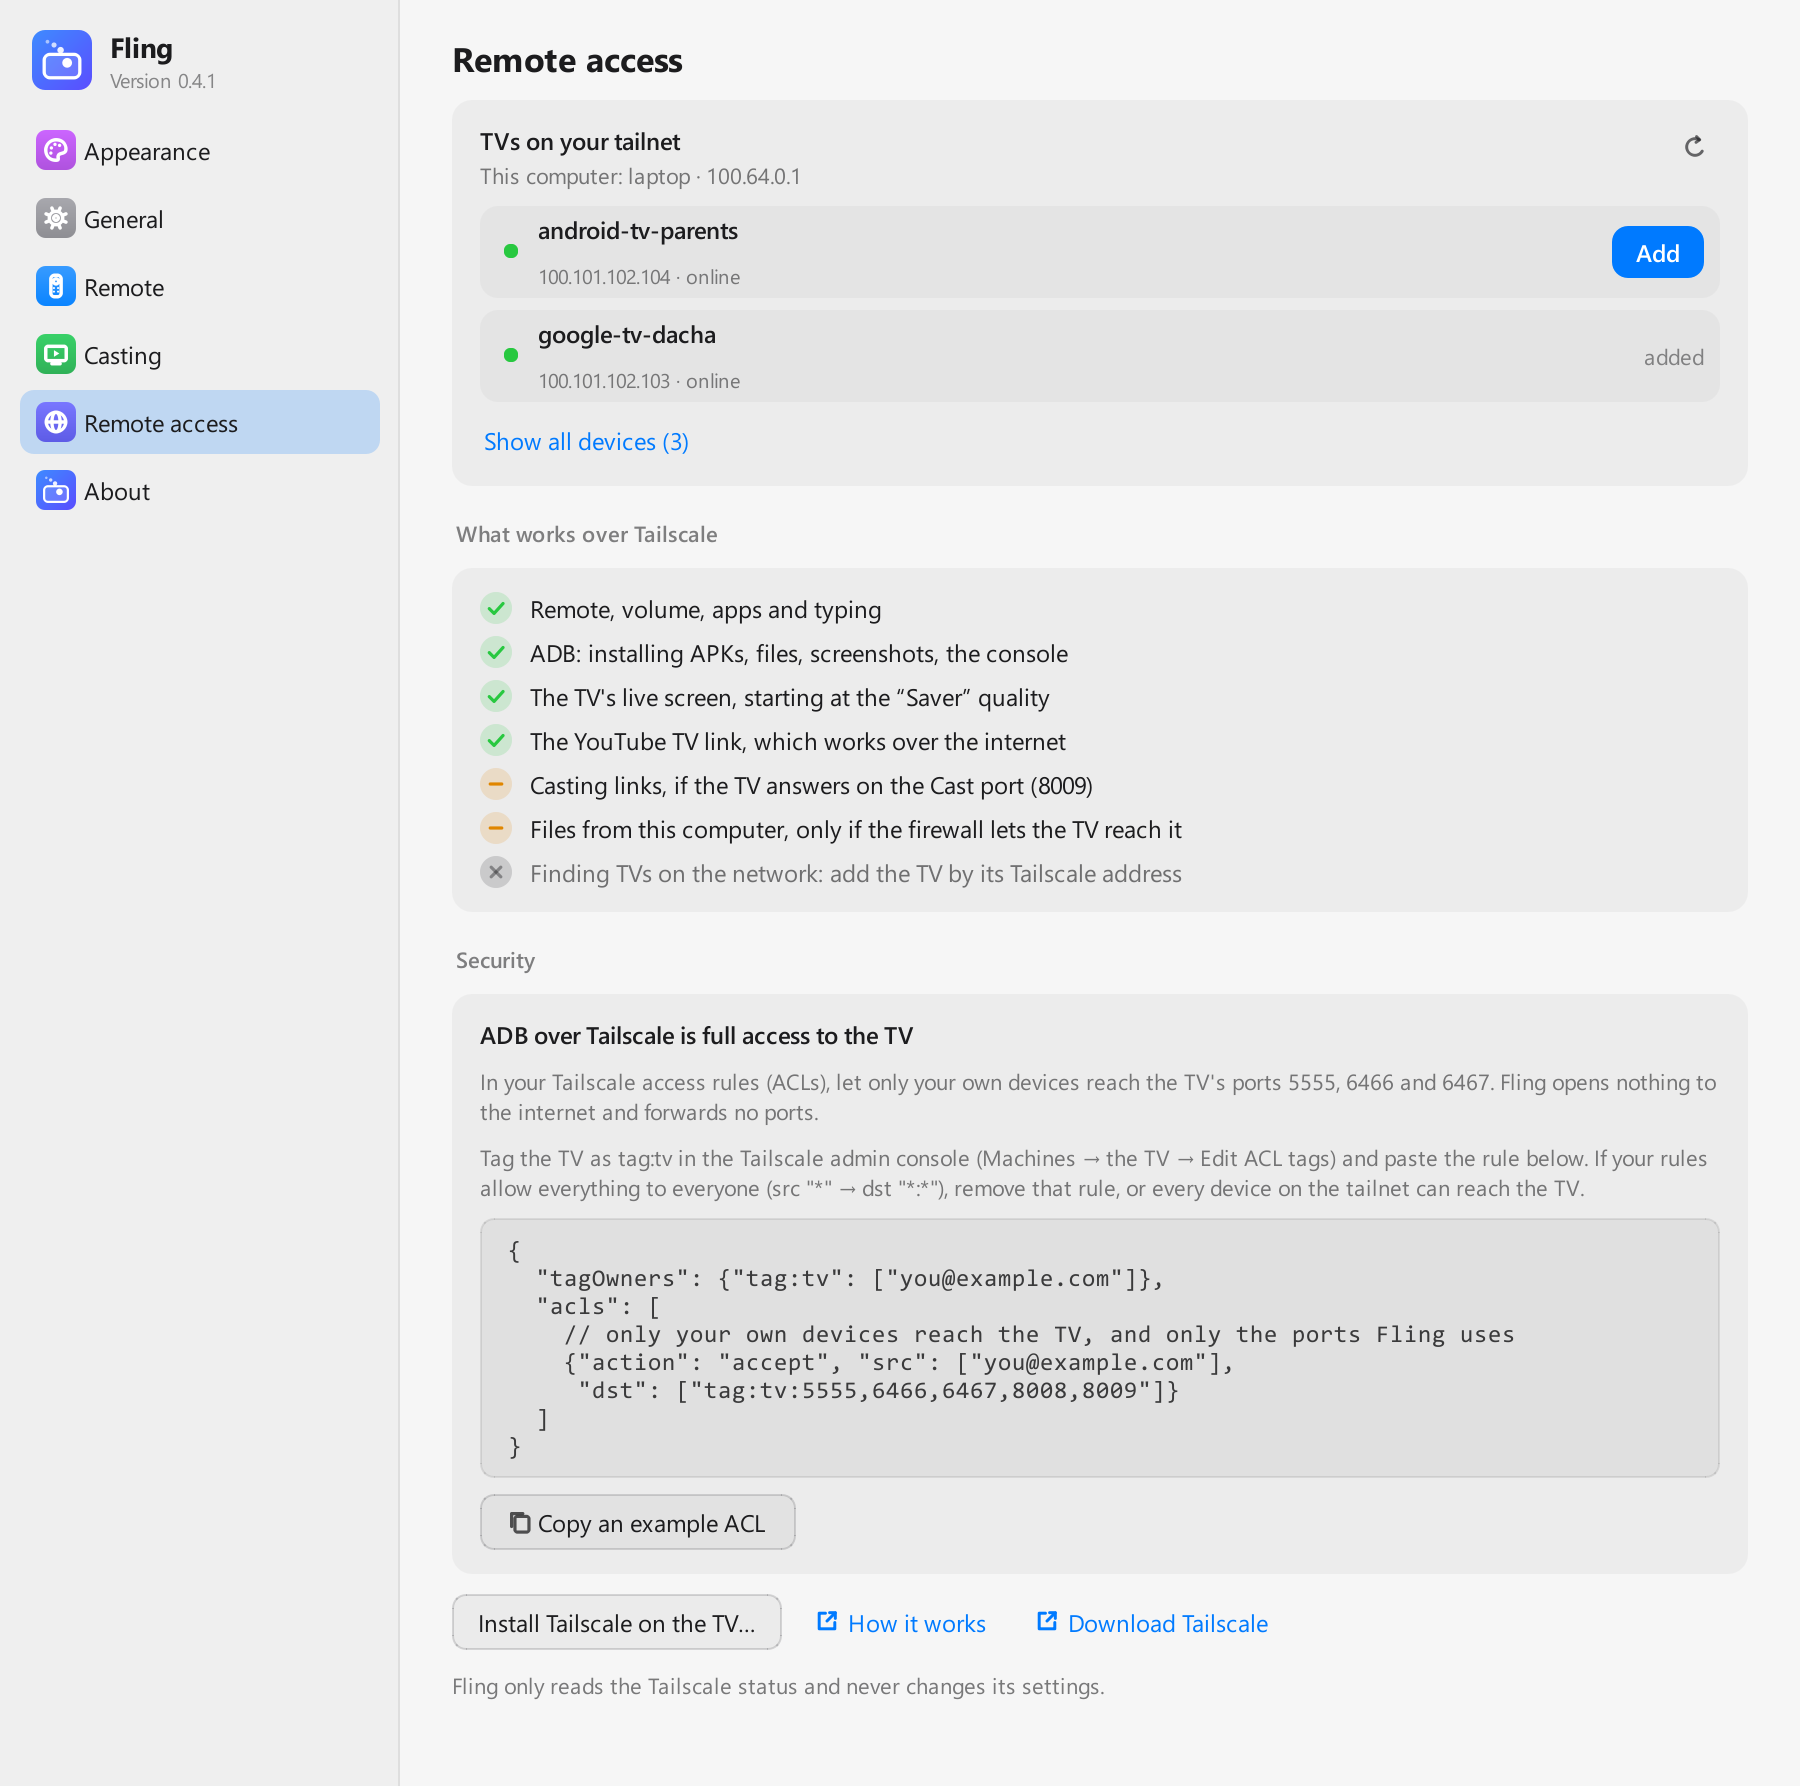 Fling
Version 0.4.1
Appearance
General
Remote
Casting
Remote access
About
Remote access
TVs on your tailnet
This computer: laptop · 100.64.0.1
android-tv-parents
100.101.102.104 · online
Add
google-tv-dacha
100.101.102.103 · online
added
Show all devices (3)
What works over Tailscale
Remote, volume, apps and typing
ADB: installing APKs, files, screenshots, the console
The TV's live screen, starting at the “Saver” quality
The YouTube TV link, which works over the internet
Casting links, if the TV answers on the Cast port (8009)
Files from this computer, only if the firewall lets the TV reach it
Finding TVs on the network: add the TV by its Tailscale address
Security
ADB over Tailscale is full access to the TV
In your Tailscale access rules (ACLs), let only your own devices reach the TV's ports 5555, 6466 and 6467. Fling opens nothing to
the internet and forwards no ports.
Tag the TV as tag:tv in the Tailscale admin console (Machines → the TV → Edit ACL tags) and paste the rule below. If your rules
allow everything to everyone (src "*" → dst "*:*"), remove that rule, or every device on the tailnet can reach the TV.
{
  "tagOwners": {"tag:tv": ["you@example.com"]},
  "acls": [
    // only your own devices reach the TV, and only the ports Fling uses
    {"action": "accept", "src": ["you@example.com"],
     "dst": ["tag:tv:5555,6466,6467,8008,8009"]}
  ]
}
Copy an example ACL
Install Tailscale on the TV...
How it works
Download Tailscale
Fling only reads the Tailscale status and never changes its settings.